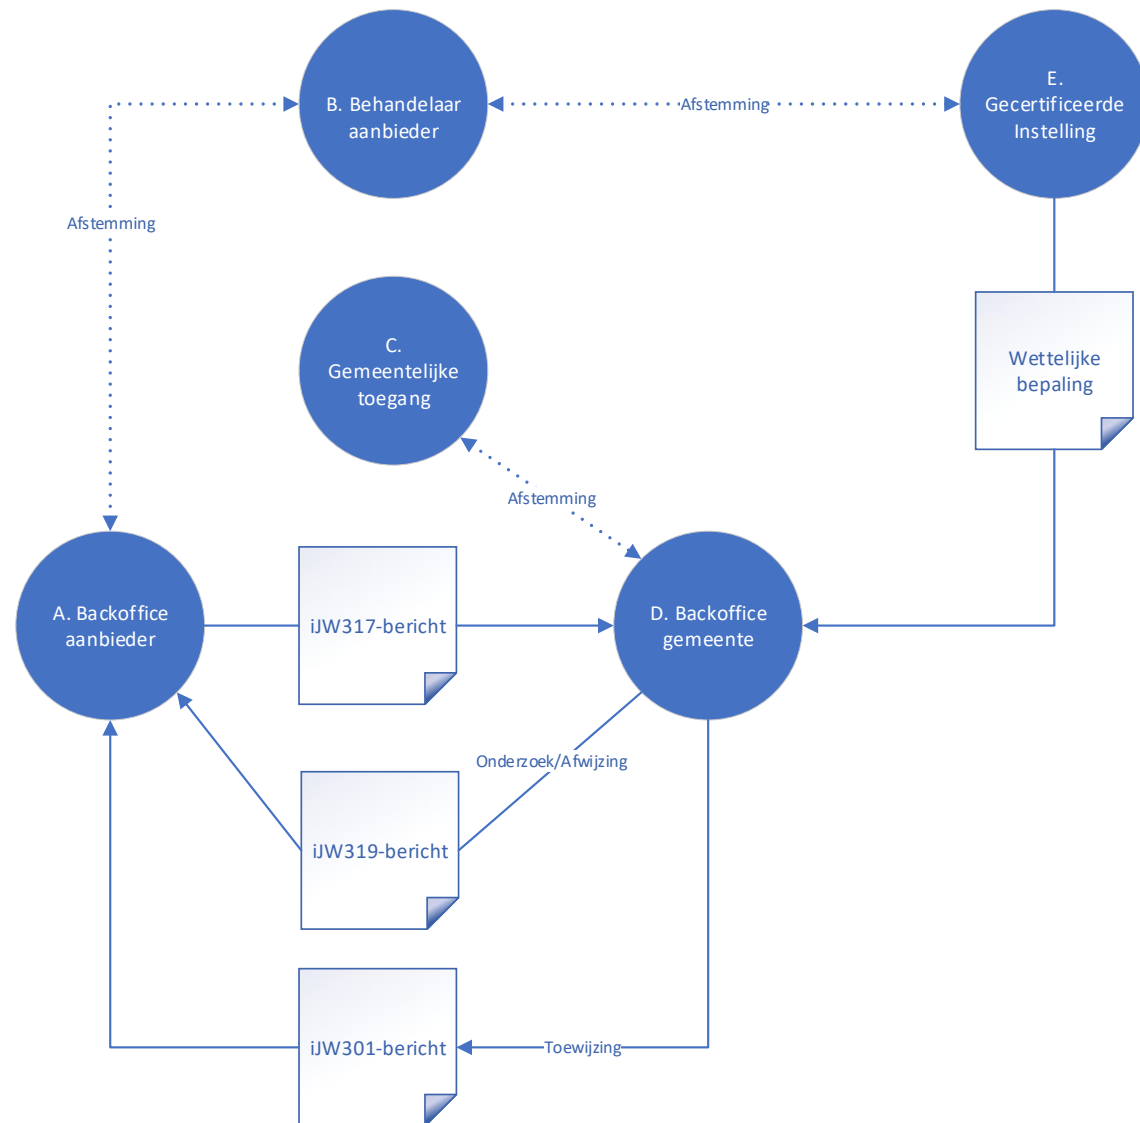 B. Behandelaar
aanbieder
Afstemming
E.
Gecertificeerde
Instelling
Afstemming
Wettelijke
bepaling
C.
Gemeentelijke
toegang
Afstemming
A. Backoffice
aanbieder
iJW317-bericht
D. Backoffice
gemeente
Onderzoek/Afwijzing
iJW319-bericht
iJW301-bericht
Toewijzing